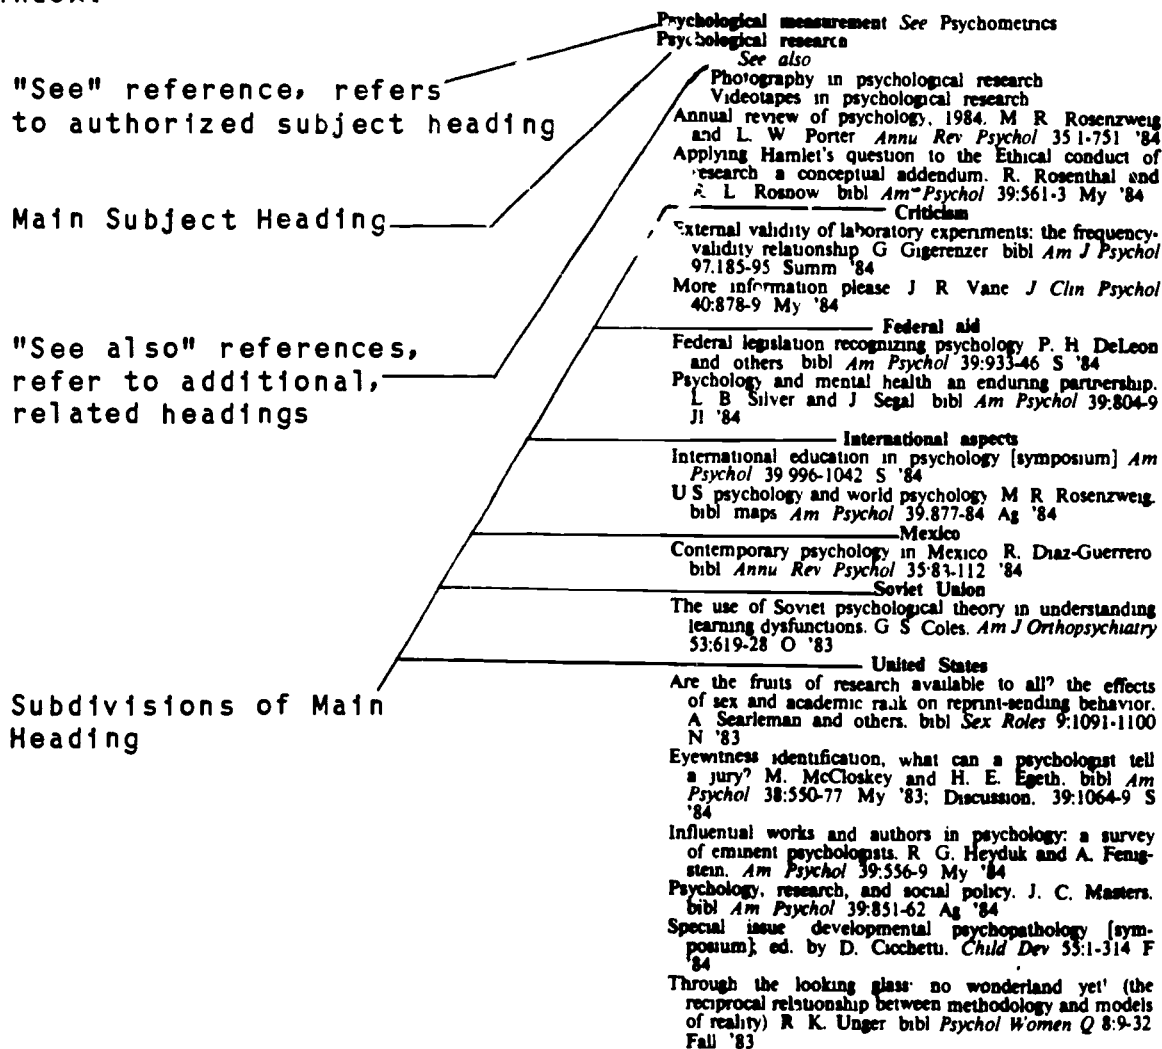 "See" reference, refers
to authorized subject heading
Main Subject Heading
"See also" references,
refer to additional,
related headings
Subdivisions of Main
Heading
Psychological measurement See Psychometrics
Psychological research
See also
Photography in psychological research
Videotapes in psychological research
Annual review of psychology, 1984. M R Rosenzweig
and L. W Porter Annu Rev Psychol 35 1-751 '84
Applying Hamlet's question to the Ethical conduct of
research a conceptual addendum. R. Rosenthal and
R. L Rosnow bibl Am Psychol 39:561-3 My '84
Criticism
External validity of laboratory experiments: the frequency-
validity relationship G Gigerenzer bibl Am J Psychol
97.185-95 Summ '84
More information please J R Vane J Clin Psychol
40:878-9 My '84
Federal aid
Federal legislation recognizing psychology P. H DeLeon
and others bibl Am Psychol 39:933-46 S '84
Psychology and mental health an enduring partnership.
L B Silver and J Segal bibl Am Psychol 39:804-9
Jl '84
International aspects
International education in psychology [symposium] Am
Psychol 39 996-1042 S '84
U S psychology and world psychology M R Rosenzweig.
bibl maps Am Psychol 39.877-84 Ag '84
Mexico
Contemporary psychology in Mexico R. Diaz-Guerrero
bibl Annu Rev Psychol 35·83-112 '84
Soviet Union
The use of Soviet psychological theory in understanding
learning dysfunctions. G S Coles. Am J Orthopsychiatry
53:619-28 O '83
United States
Are the fruits of research available to all? the effects
of sex and academic rank on reprint-sending behavior.
A Searleman and others. bibl Sex Roles 9:1091-1100
N '83
Eyewitness identification, what can a psychologist tell
a jury? M. McCloskey and H. E. Egeth. bibl Am
Psychol 38:550-77 My '83; Discussion. 39:1064-9 S
'84
Influential works and authors in psychology: a survey
of eminent psychologists. R G. Heyduk and A. Fenig-
stein. Am Psychol 39:556-9 My '84
Psychology, research, and social policy. J. C. Masters.
bibl Am Psychol 39:851-62 Ag '84
Special issue developmental psychopathology [sym-
posium]; ed. by D. Cicchetti. Child Dev 55:1-314 F
'84
Through the looking glass· no wonderland yet' (the
reciprocal relationship between methodology and models
of reality) R K. Unger bibl Psychol Women Q 8:9-32
Fall '83